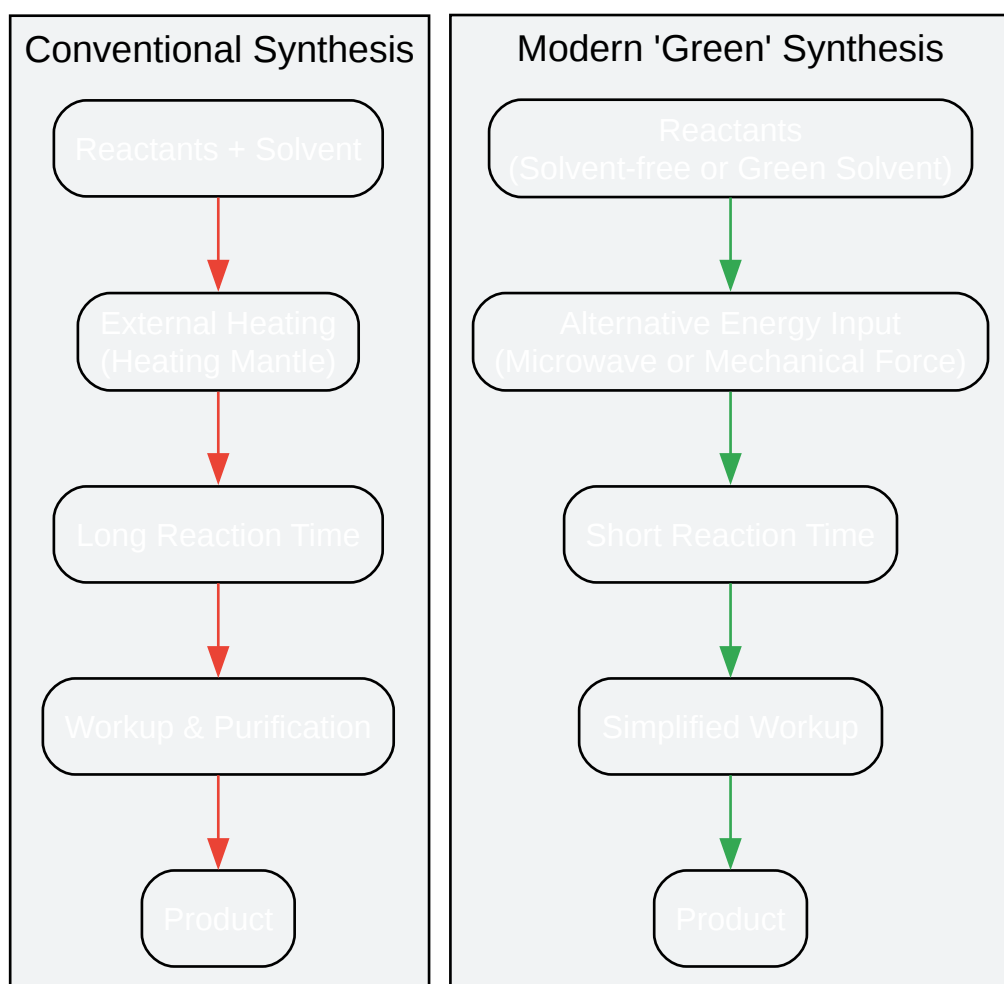 Conventional Synthesis
Reactants + Solvent
External Heating
(Heating Mantle)
Long Reaction Time
Workup & Purification
Product
Modern 'Green' Synthesis
Reactants
(Solvent-free or Green Solvent)
Alternative Energy Input
(Microwave or Mechanical Force)
Short Reaction Time
Simplified Workup
Product